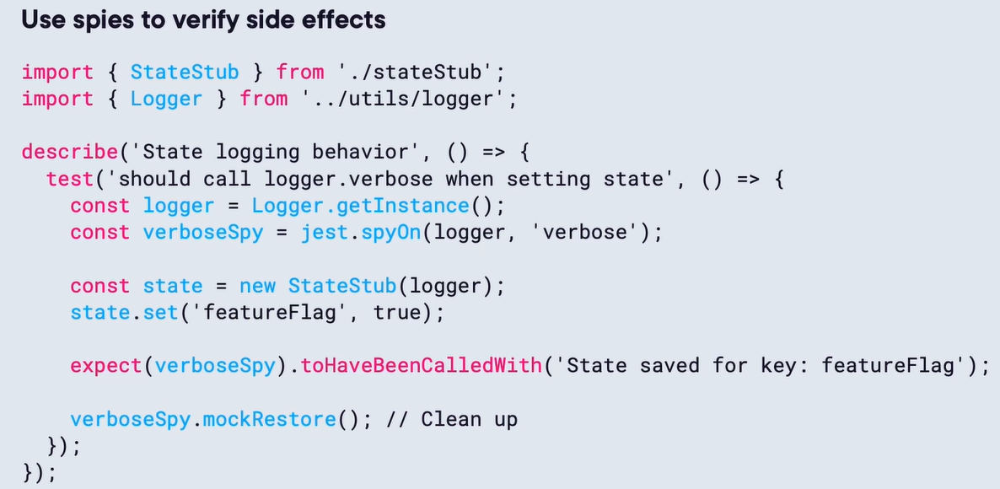 Use spies to verify side effects
import { StateStub } from './stateStub';
import { Logger } from '../utils/logger';
describe('State logging behavior', () => {
test('should call logger.verbose when setting state', () => {
const logger = Logger.getInstance();
const verboseSpy = jest.spyOn(logger, 'verbose');
const state = new StateStub(logger);
state.set('featureFlag', true);
expect(verboseSpy).toHaveBeenCalledWith('State saved for key: featureFlag');
verboseSpy.mockRestore(); // Clean up
});
});